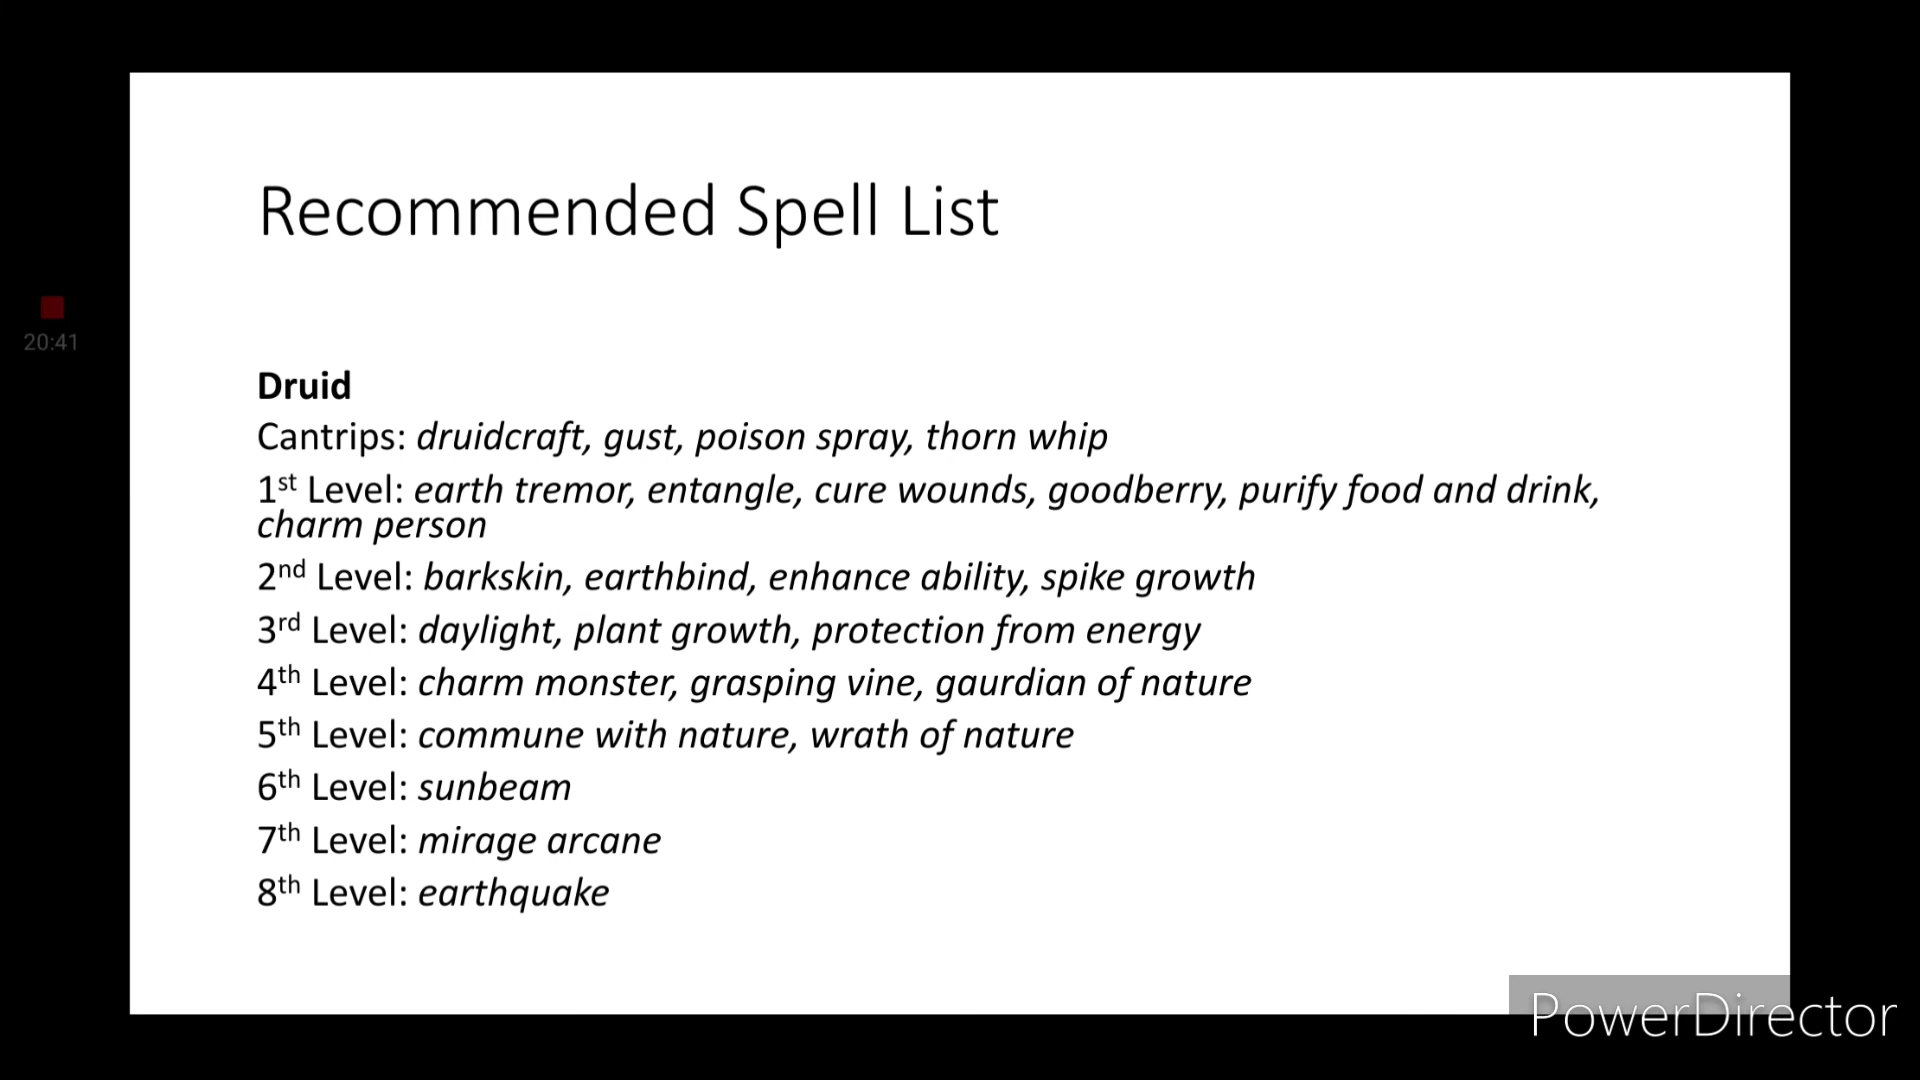 Recommended Spell List
20:41
Druid
Cantrips: druidcraft, gust, poison spray, thorn whip
1st Level: earth tremor, entangle, cure wounds, goodberry, purify food and drink,
charm person
2nd Level: barkskin, earthbind, enhance ability, spike growth
3rd Level: daylight, plant growth, protection from energy
4th Level: charm monster, grasping vine, gaurdian of nature
5th Level: commune with nature, wrath of nature
6th Level: sunbeam
7th Level: mirage arcane
8th Level: earthquake
PowerDirector